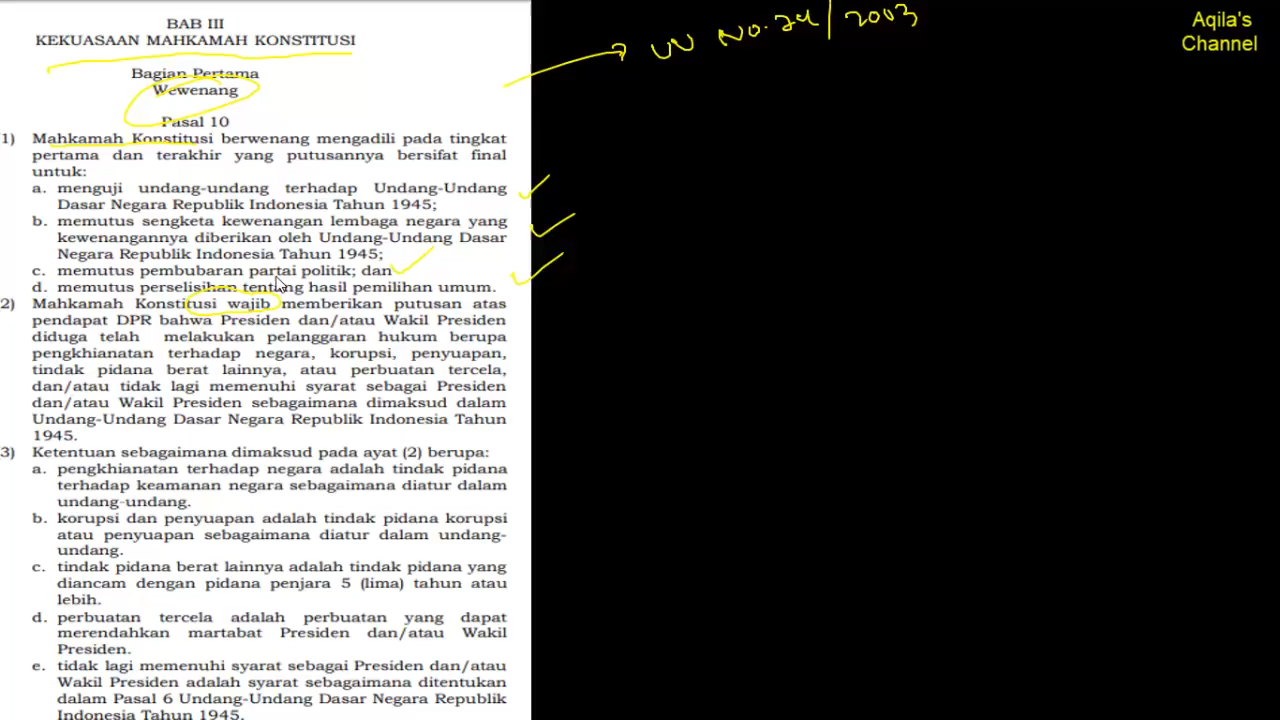 BAB III
KEKUASAAN MAHKAMAH KONSTITUSI
Bagian Pertama
Wewenang
Pasal 10
1) Mahkamah Konstitusi berwenang mengadili pada tingkat
pertama dan terakhir yang putusannya bersifat final
untuk:
a. menguji undang-undang terhadap Undang-Undang
Dasar Negara Republik Indonesia Tahun 1945;
b. memutus sengketa kewenangan lembaga negara yang
kewenangannya diberikan oleh Undang-Undang Dasar
Negara Republik Indonesia Tahun 1945;
c. memutus pembubaran partai politik; dan
d. memutus perselisihan tentang hasil pemilihan umum.
2) Mahkamah Konstitusi wajib memberikan putusan atas
pendapat DPR bahwa Presiden dan/atau Wakil Presiden
diduga telah melakukan pelanggaran hukum berupa
pengkhianatan terhadap negara, korupsi, penyuapan,
tindak pidana berat lainnya, atau perbuatan tercela,
dan/atau tidak lagi memenuhi syarat sebagai Presiden
dan/atau Wakil Presiden sebagaimana dimaksud dalam
Undang-Undang Dasar Negara Republik Indonesia Tahun
1945.
3) Ketentuan sebagaimana dimaksud pada ayat (2) berupa:
a. pengkhianatan terhadap negara adalah tindak pidana
terhadap keamanan negara sebagaimana diatur dalam
undang-undang.
b. korupsi dan penyuapan adalah tindak pidana korupsi
atau penyuapan sebagaimana diatur dalam undang-
undang.
c. tindak pidana berat lainnya adalah tindak pidana yang
diancam dengan pidana penjara 5 (lima) tahun atau
lebih.
d. perbuatan tercela adalah perbuatan yang dapat
merendahkan martabat Presiden dan/atau Wakil
Presiden.
e. tidak lagi memenuhi syarat sebagai Presiden dan/atau
Wakil Presiden adalah syarat sebagaimana ditentukan
dalam Pasal 6 Undang-Undang Dasar Negara Republik
Indonesia Tahun 1945.
UU No. 24/2003
Aqila's
Channel